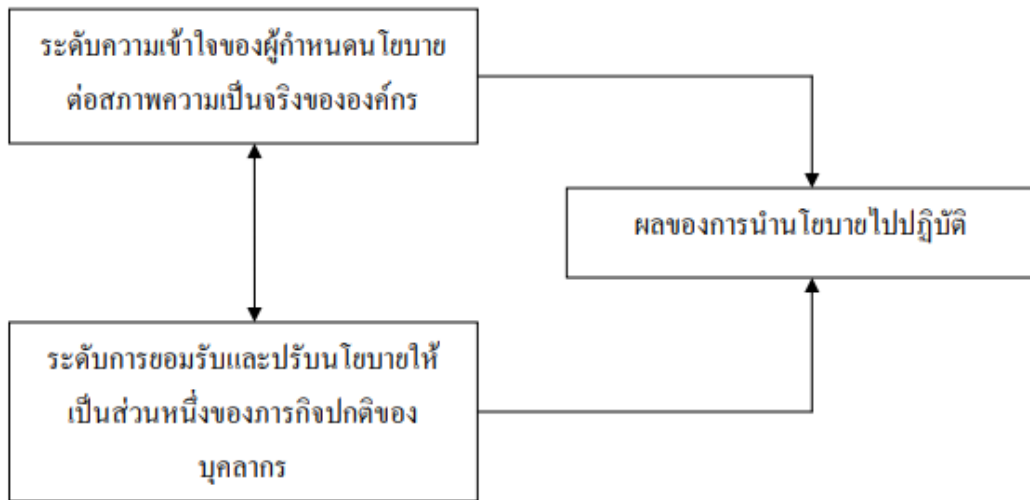 ระดับความเข้าใจของผู้กำหนดนโยบาย
ต่อสภาพความเป็นจริงขององค์กร
ผลของการนำนโยบายไปปฏิบัติ
ระดับการยอมรับและปรับนโยบายให้
เป็นส่วนหนึ่งของภารกิจปกติของ
บุคลากร